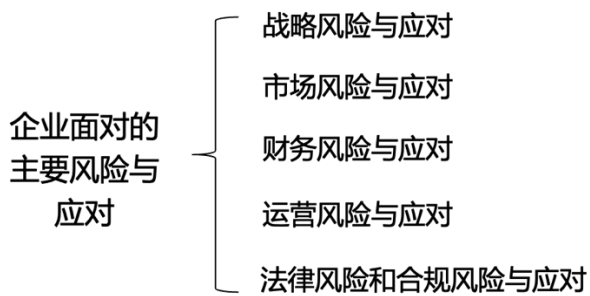 企业面对的
主要风险与
应对
战略风险与应对
市场风险与应对
财务风险与应对
运营风险与应对
法律风险和合规风险与应对